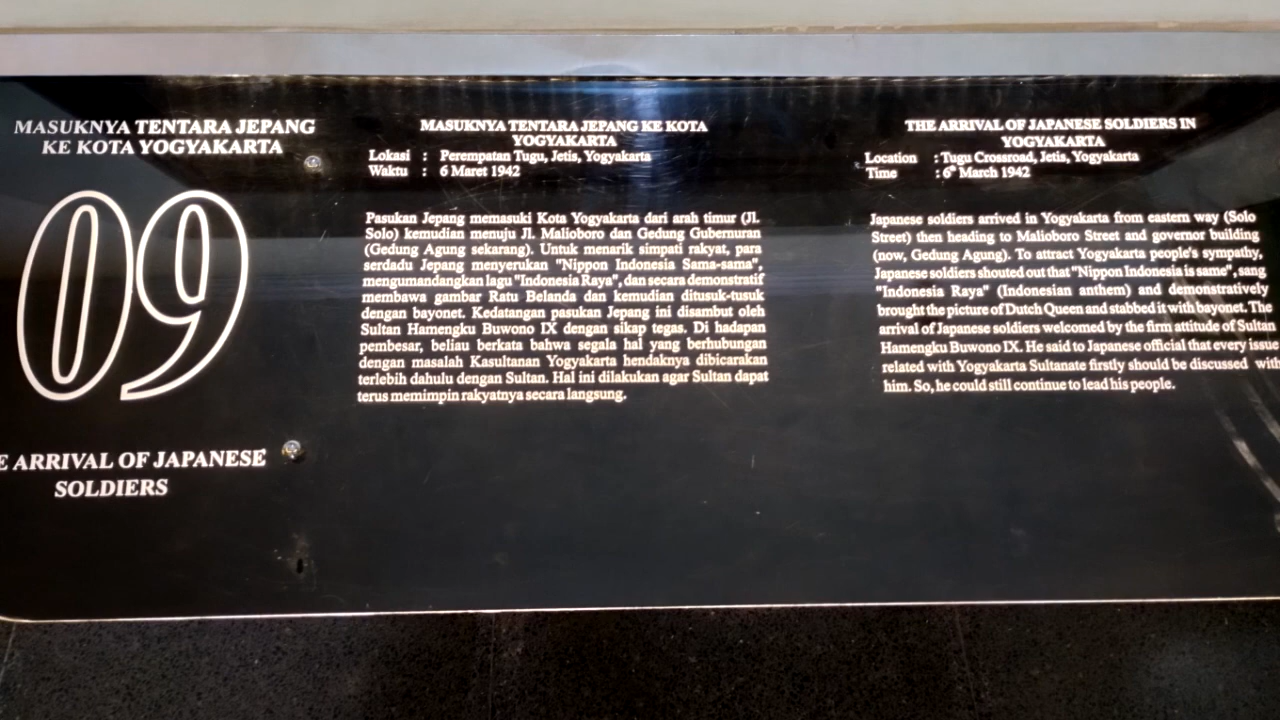 MASUKNYA TENTARA JEPANG
KE KOTA YOGYAKARTA
09
ARRIVAL OF JAPANESE
SOLDIERS
MASUKNYA TENTARA JEPANG KE KOTA
YOGYAKARTA
Lokasi : Perempatan Tugu, Jetis, Yogyakarta
Waktu : 6 Maret 1942
Pasukan Jepang memasuki Kota Yogyakarta dari arah timur (Jl.
Solo) kemudian menuju Jl. Malioboro dan Gedung Gubernuran
(Gedung Agung sekarang). Untuk menarik simpati rakyat, para
serdadu Jepang menyerukan "Nippon Indonesia Sama-sama",
mengumandangkan lagu "Indonesia Raya", dan secara demonstratif
membawa gambar Ratu Belanda dan kemudian ditusuk-tusuk
dengan bayonet. Kedatangan pasukan Jepang ini disambut oleh
Sultan Hamengku Buwono IX dengan sikap tegas. Di hadapan
pembesar, beliau berkata bahwa segala hal yang berhubungan
dengan masalah Kasultanan Yogyakarta hendaknya dibicarakan
terlebih dahulu dengan Sultan. Hal ini dilakukan agar Sultan dapat
terus memimpin rakyatnya secara langsung.
THE ARRIVAL OF JAPANESE SOLDIERS IN
YOGYAKARTA
Location : Tugu Crossroad, Jetis, Yogyakarta
Time : 6th March 1942
Japanese soldiers arrived in Yogyakarta from eastern way (Solo
Street) then heading to Malioboro Street and governor building
(now, Gedung Agung). To attract Yogyakarta people's sympathy,
Japanese soldiers shouted out that "Nippon Indonesia is same", sang
"Indonesia Raya" (Indonesian anthem) and demonstratively
brought the picture of Dutch Queen and stabbed it with bayonet. The
arrival of Japanese soldiers welcomed by the firm attitude of Sultan
Hamengku Buwono IX. He said to Japanese official that every issue
related with Yogyakarta Sultanate firstly should be discussed with
him. So, he could still continue to lead his people.